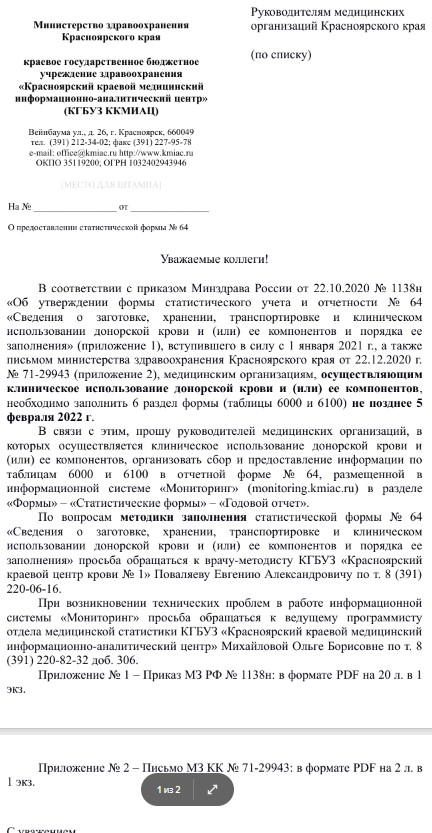 Министерство здравоохранения
Красноярского края
краевое государственное бюджетное
учреждение здравоохранения
«Красноярский краевой медицинский
информационно-аналитический центр»
(КГБУЗ ККМИАЦ)
Вейнбаума ул., д. 26, г. Красноярск, 660049
тел. (391) 212-34-02; факс (391) 227-95-78
e-mail: office@kmiac.ru http://www.kmiac.ru
ОКПО 35119200; ОГРН 1032402943946
[МЕСТО ДЛЯ ШТАМПА]
На № ________________ от ________________
О предоставлении статистической формы № 64
Руководителям медицинских
организаций Красноярского края
(по списку)
Уважаемые коллеги!
В соответствии с приказом Минздрава России от 22.10.2020 № 1138н
«Об утверждении формы статистического учета и отчетности № 64
«Сведения о заготовке, хранении, транспортировке и клиническом
использовании донорской крови и (или) ее компонентов и порядка ее
заполнения» (приложение 1), вступившего в силу с 1 января 2021 г., а также
письмом министерства здравоохранения Красноярского края от 22.12.2020 г.
№ 71-29943 (приложение 2), медицинским организациям, осуществляющим
клиническое использование донорской крови и (или) ее компонентов,
необходимо заполнить 6 раздел формы (таблицы 6000 и 6100) не позднее 5
февраля 2022 г.
В связи с этим, прошу руководителей медицинских организаций, в
которых осуществляется клиническое использование донорской крови и
(или) ее компонентов, организовать сбор и предоставление информации по
таблицам 6000 и 6100 в отчетной форме № 64, размещенной в
информационной системе «Мониторинг» (monitoring.kmiac.ru) в разделе
«Формы» – «Статистические формы» – «Годовой отчет».
По вопросам методики заполнения статистической формы № 64
«Сведения о заготовке, хранении, транспортировке и клиническом
использовании донорской крови и (или) ее компонентов и порядка ее
заполнения» просьба обращаться к врачу-методисту КГБУЗ «Красноярский
краевой центр крови № 1» Поваляеву Евгению Александровичу по т. 8 (391)
220-06-16.
При возникновении технических проблем в работе информационной
системы «Мониторинг» просьба обращаться к ведущему программисту
отдела медицинской статистики КГБУЗ «Красноярский краевой медицинский
информационно-аналитический центр» Михайловой Ольге Борисовне по т. 8
(391) 220-82-32 доб. 306.
Приложение № 1 – Приказ МЗ РФ № 1138н: в формате PDF на 20 л. в 1
экз.
Приложение № 2 – Письмо МЗ КК № 71-29943: в формате PDF на 2 л. в
1 экз.
1 из 2
С уважением